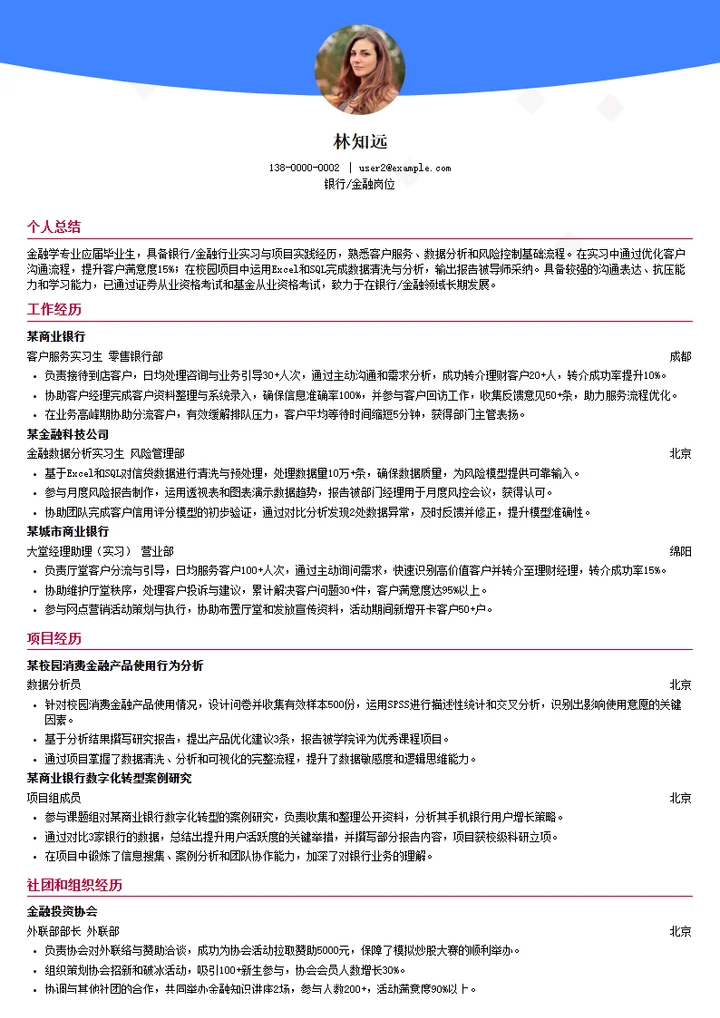 林知远
138-0000-0002 | user2@example.com
银行/金融岗位
个人总结
金融学专业应届毕业生，具备银行/金融行业实习与项目实践经历，熟悉客户服务、数据分析和风险控制基础流程。在实习中通过优化客户
沟通流程，提升客户满意度15%；在校园项目中运用Excel和SQL完成数据清洗与分析，输出报告被导师采纳。具备较强的沟通表达、抗压能
力和学习能力，已通过证券从业资格考试和基金从业资格考试，致力于在银行/金融领域长期发展。
工作经历
某商业银行
客户服务实习生 零售银行部 成都
• 负责接待到店客户，日均处理咨询与业务引导30+人次，通过主动沟通和需求分析，成功转介理财客户20+人，转介成功率提升10%。
• 协助客户经理完成客户资料整理与系统录入，确保信息准确率100%，并参与客户回访工作，收集反馈意见50+条，助力服务流程优化。
• 在业务高峰期协助分流客户，有效缓解排队压力，客户平均等待时间缩短5分钟，获得部门主管表扬。
某金融科技公司
金融数据分析实习生 风险管理部 北京
• 基于Excel和SQL对信贷数据进行清洗与预处理，处理数据量10万+条，确保数据质量，为风险模型提供可靠输入。
• 参与月度风险报告制作，运用透视表和图表演示数据趋势，报告被部门经理用于月度风控会议，获得认可。
• 协助团队完成客户信用评分模型的初步验证，通过对比分析发现2处数据异常，及时反馈并修正，提升模型准确性。
某城市商业银行
大堂经理助理（实习） 营业部 绵阳
• 负责厅堂客户分流与引导，日均服务客户100+人次，通过主动询问需求，快速识别高价值客户并转介至理财经理，转介成功率15%。
• 协助维护厅堂秩序，处理客户投诉与建议，累计解决客户问题30+件，客户满意度达95%以上。
• 参与网点营销活动策划与执行，协助布置厅堂和发放宣传资料，活动期间新增开卡客户50+户。
项目经历
某校园消费金融产品使用行为分析
数据分析员 北京
• 针对校园消费金融产品使用情况，设计问卷并收集有效样本500份，运用SPSS进行描述性统计和交叉分析，识别出影响使用意愿的关键
因素。
• 基于分析结果撰写研究报告，提出产品优化建议3条，报告被学院评为优秀课程项目。
• 通过项目掌握了数据清洗、分析和可视化的完整流程，提升了数据敏感度和逻辑思维能力。
某商业银行数字化转型案例研究
项目组成员 北京
• 参与课题组对某商业银行数字化转型的案例研究，负责收集和整理公开资料，分析其手机银行用户增长策略。
• 通过对比3家银行的数据，总结出提升用户活跃度的关键举措，并撰写部分报告内容，项目获校级科研立项。
• 在项目中锻炼了信息搜集、案例分析和团队协作能力，加深了对银行业务的理解。
社团和组织经历
金融投资协会
外联部部长 外联部 北京
• 负责协会对外联络与赞助洽谈，成功为协会活动拉取赞助5000元，保障了模拟炒股大赛的顺利举办。
• 组织策划协会招新和破冰活动，吸引100+新生参与，协会会员人数增长30%。
• 协调与其他社团的合作，共同举办金融知识讲座2场，参与人数200+，活动满意度90%以上。